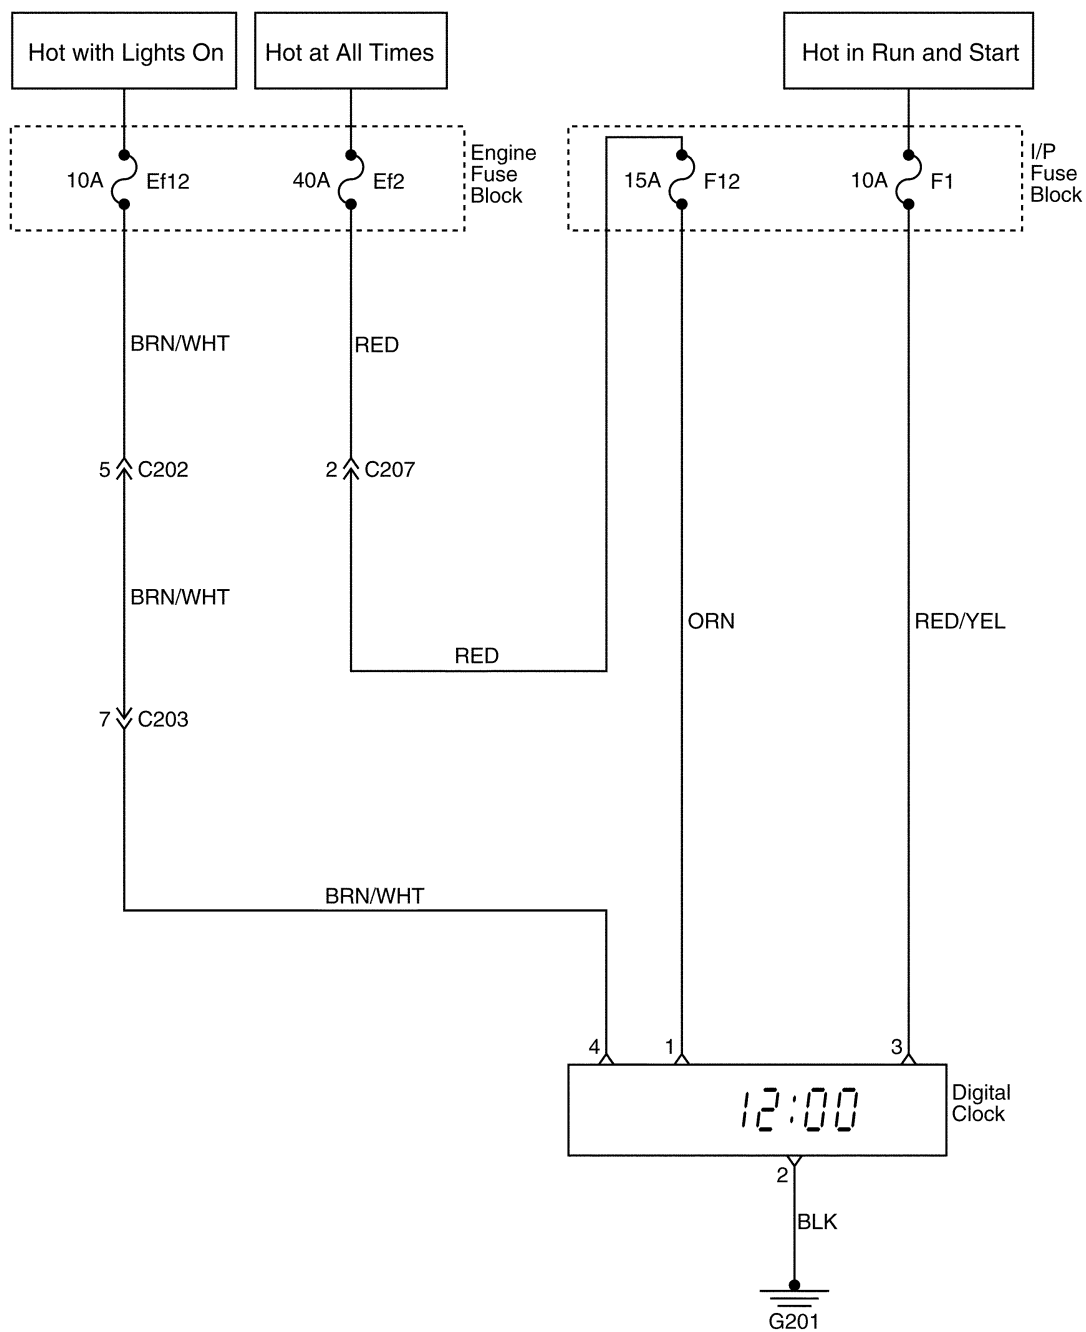 Hot with Lights On
Hot at All Times
Hot in Run and Start
10A
Ef12
40A
Ef2
Engine
Fuse
Block
15A
F12
10A
F1
I/P
Fuse
Block
BRN/WHT
RED
5
C202
2
C207
BRN/WHT
ORN
RED/YEL
RED
7
C203
BRN/WHT
4
1
3
12:00
Digital
Clock
2
BLK
G201